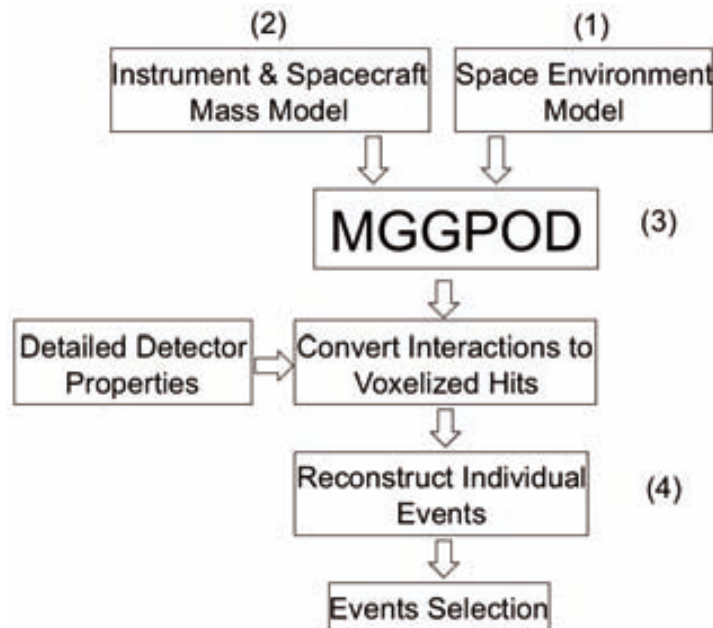 (2)
(1)
Instrument & Spacecraft
Mass Model
Space Environment
Model
MGGPOD
(3)
Detailed Detector
Properties
Convert Interactions to
Voxelized Hits
Reconstruct Individual
Events
(4)
Events Selection